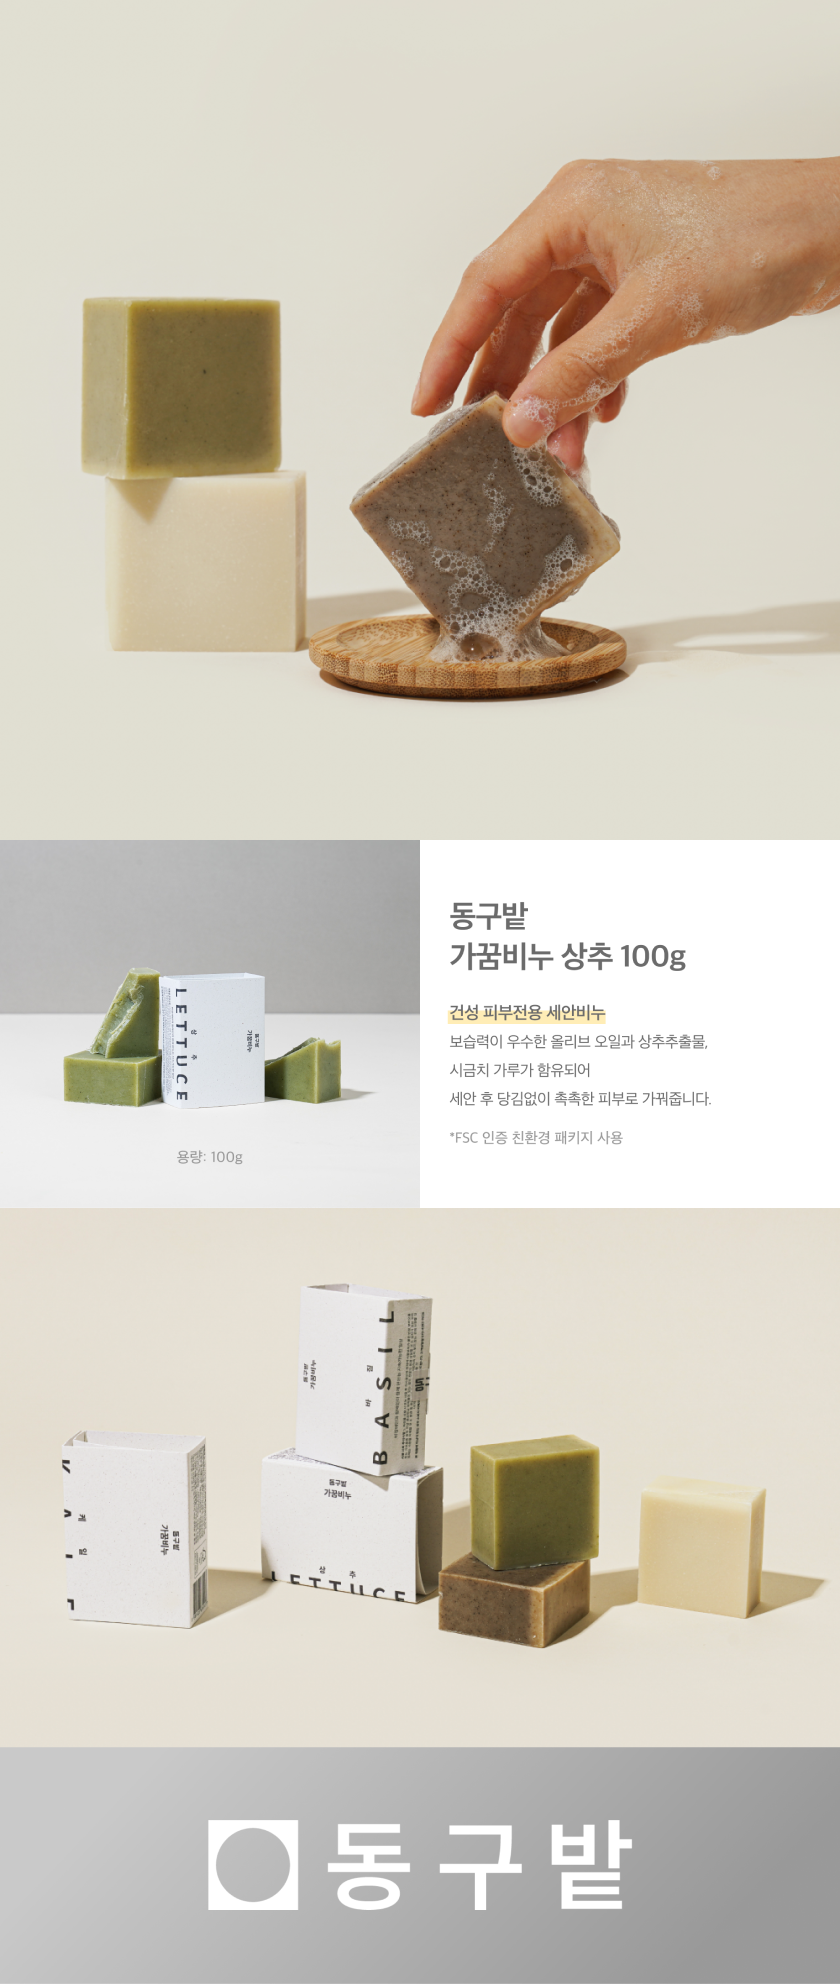 LETTUCE
상 추
동구밭
가꿈비누
용량: 100g
동구밭
가꿈비누 상추 100g
건성 피부전용 세안비누
보습력이 우수한 올리브 오일과 상추추출물,
시금치 가루가 함유되어
세안 후 당김없이 촉촉한 피부로 가꿔줍니다.
*FSC 인증 친환경 패키지 사용
BASIL
바 질
동구밭
가꿈비누
케 일
동구밭
가꿈비누
동구밭
가꿈비누
상 추
LETTUCE
동구밭